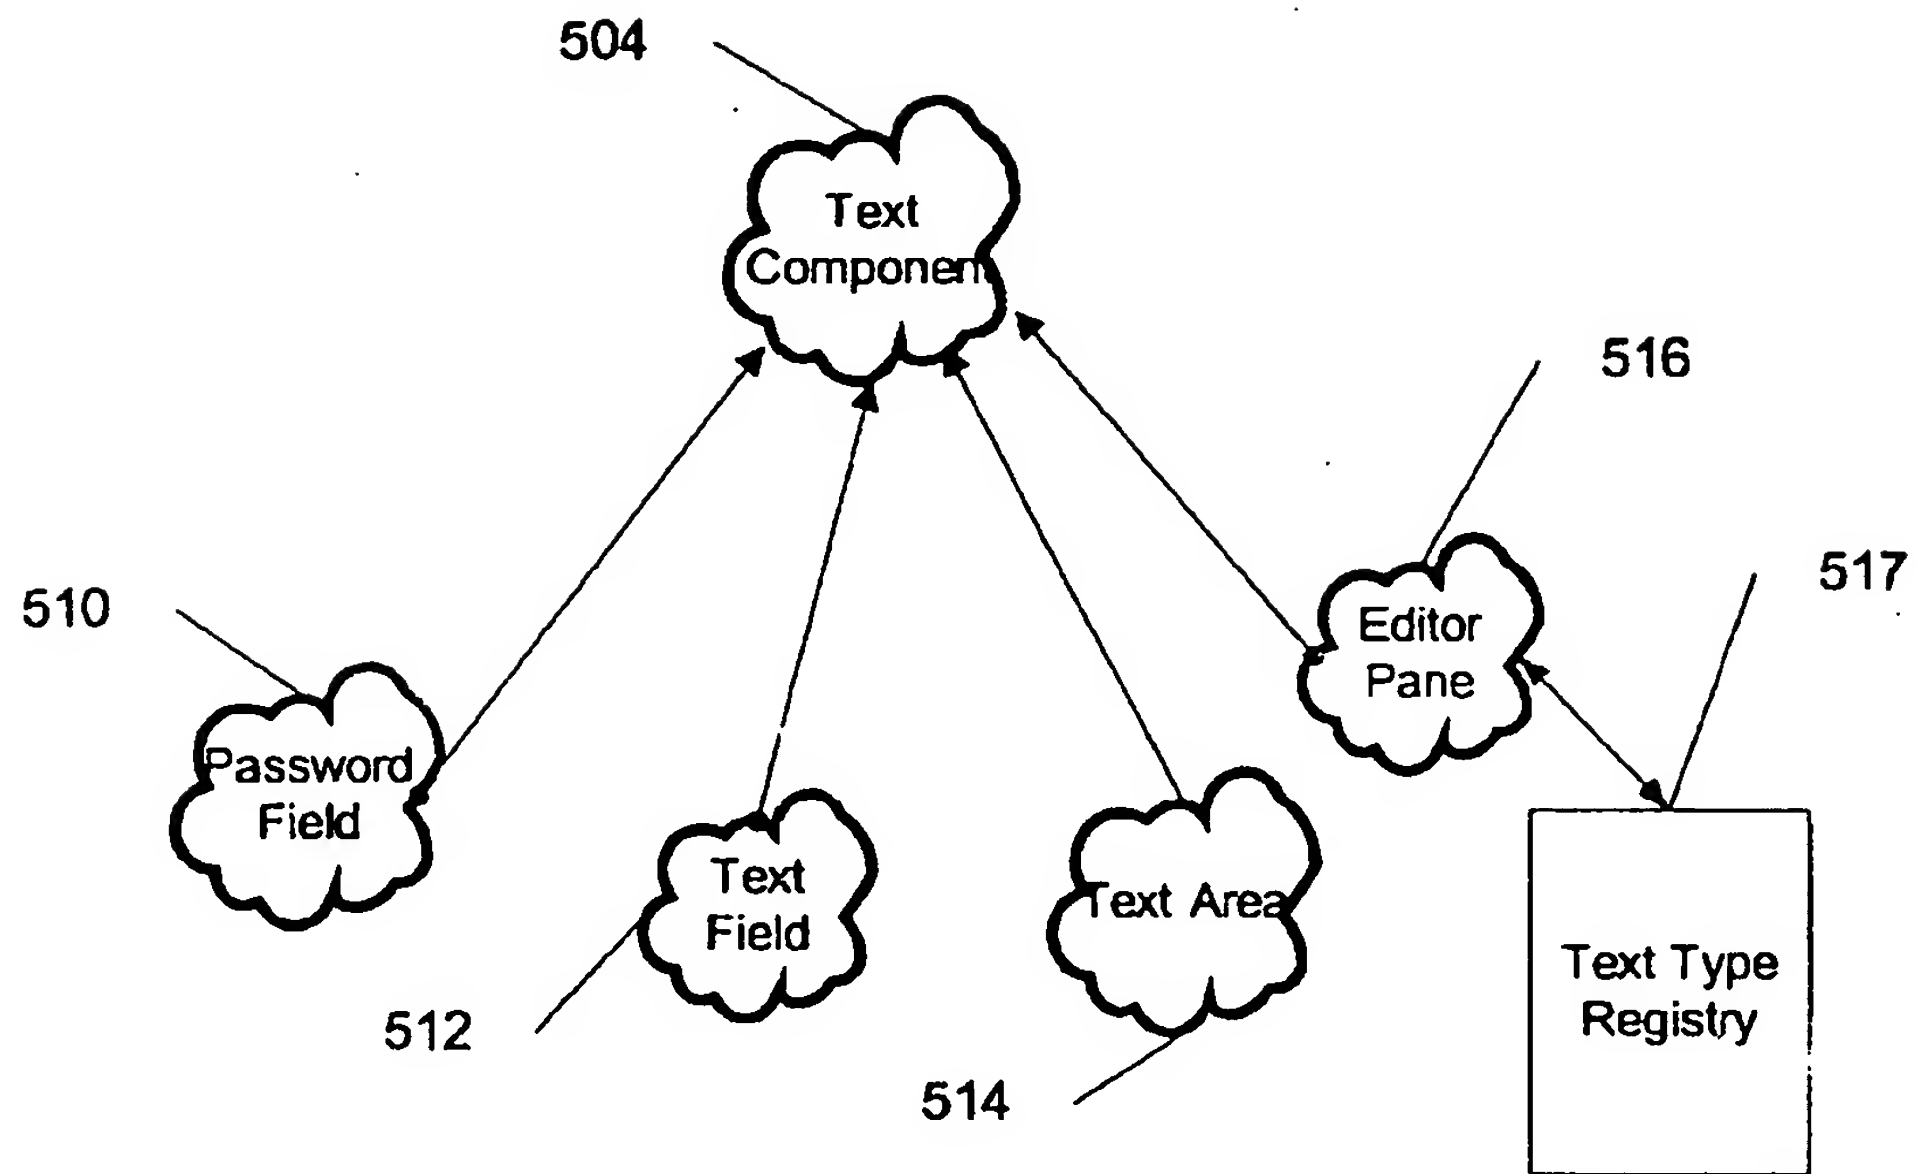 504
Text
Component
516
517
510
Editor
Pane
Password
Field
Text
Field
Text Area
Text Type
Registry
512
514